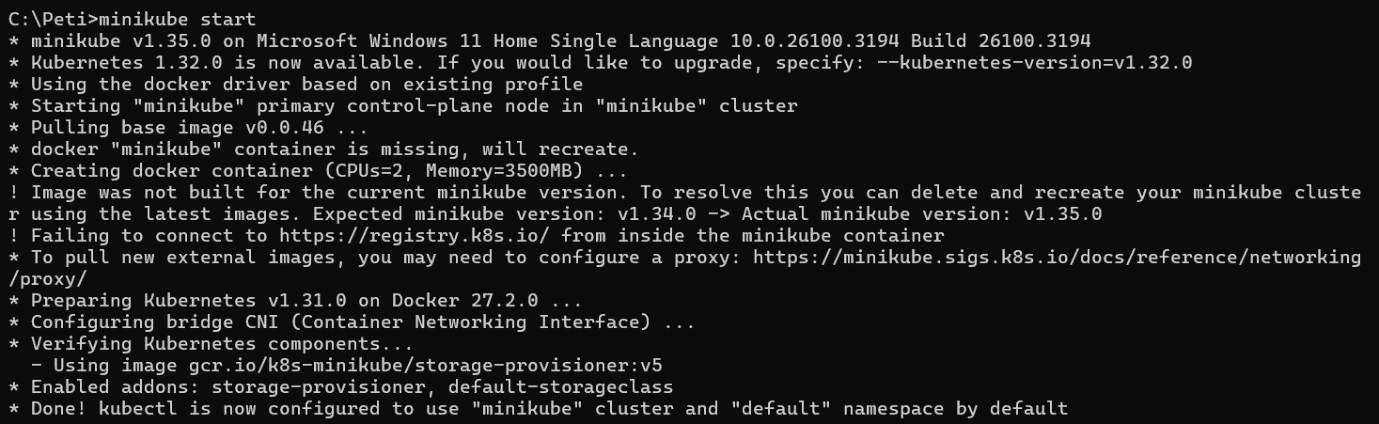 C:\Peti>minikube start
* minikube v1.35.0 on Microsoft Windows 11 Home Single Language 10.0.26100.3194 Build 26100.3194
* Kubernetes 1.32.0 is now available. If you would like to upgrade, specify: --kubernetes-version=v1.32.0
* Using the docker driver based on existing profile
* Starting "minikube" primary control-plane node in "minikube" cluster
* Pulling base image v0.0.46 ...
* docker "minikube" container is missing, will recreate.
* Creating docker container (CPUs=2, Memory=3500MB) ...
! Image was not built for the current minikube version. To resolve this you can delete and recreate your minikube cluste
r using the latest images. Expected minikube version: v1.34.0 -> Actual minikube version: v1.35.0
! Failing to connect to https://registry.k8s.io/ from inside the minikube container
* To pull new external images, you may need to configure a proxy: https://minikube.sigs.k8s.io/docs/reference/networking
/proxy/
* Preparing Kubernetes v1.31.0 on Docker 27.2.0 ...
* Configuring bridge CNI (Container Networking Interface) ...
* Verifying Kubernetes components...
  - Using image gcr.io/k8s-minikube/storage-provisioner:v5
* Enabled addons: storage-provisioner, default-storageclass
* Done! kubectl is now configured to use "minikube" cluster and "default" namespace by default